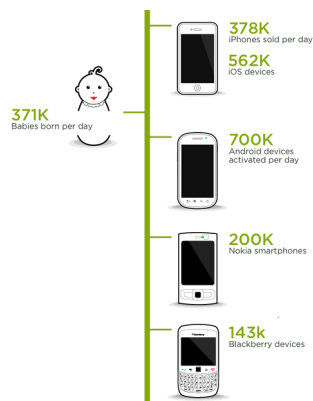 378K
iPhones sold per day
562K
iOS devices
371K
Babies born per day
700K
Android devices
activated per day
200K
Nokia smartphones
143k
Blackberry devices